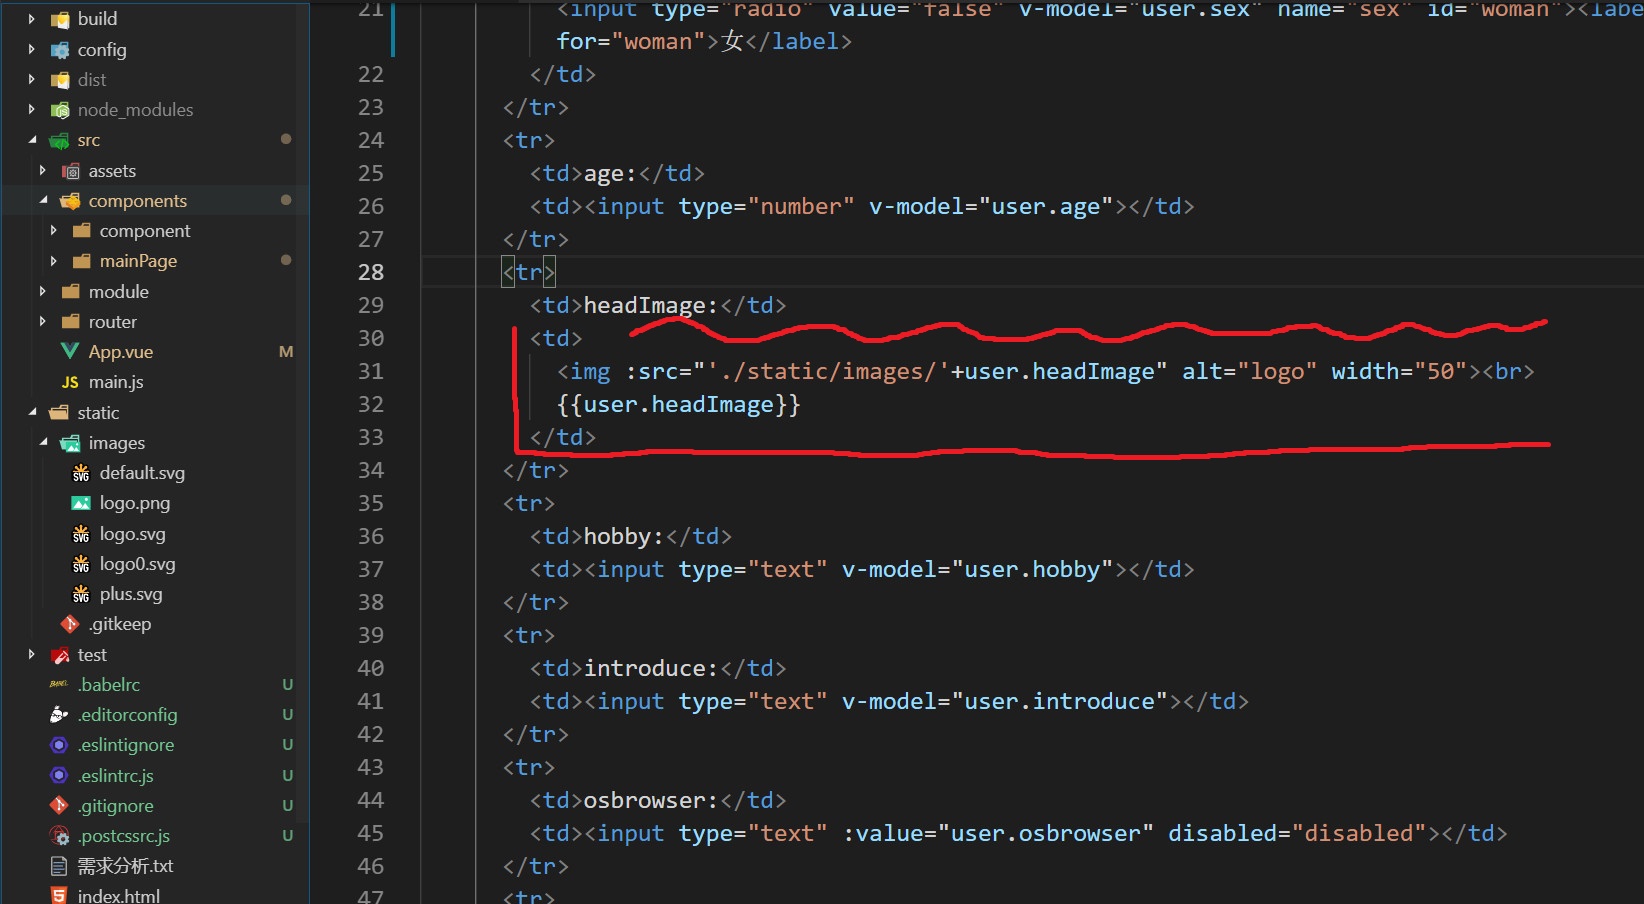 build
config
dist
node_modules
src
assets
components
component
mainPage
module
router
App.vue M
JS main.js
static
images
SVG default.svg
logo.png
SVG logo.svg
SVG logo0.svg
SVG plus.svg
.gitkeep
test
BABEL .babelrc U
.editorconfig U
.eslintignore U
.eslintrc.js U
.gitignore U
.postcssrc.js U
需求分析.txt
5 index.html
21 <input type="radio" value="false" v-model="user.sex" name="sex" id="woman"><labe
for="woman">女</label>
22 </td>
23 </tr>
24 <tr>
25 <td>age:</td>
26 <td><input type="number" v-model="user.age"></td>
27 </tr>
28 <tr>
29 <td>headImage:</td>
30 <td>
31 <img :src="'./static/images/'+user.headImage" alt="logo" width="50"><br>
32 {{user.headImage}}
33 </td>
34 </tr>
35 <tr>
36 <td>hobby:</td>
37 <td><input type="text" v-model="user.hobby"></td>
38 </tr>
39 <tr>
40 <td>introduce:</td>
41 <td><input type="text" v-model="user.introduce"></td>
42 </tr>
43 <tr>
44 <td>osbrowser:</td>
45 <td><input type="text" :value="user.osbrowser" disabled="disabled"></td>
46 </tr>
47 <tr>